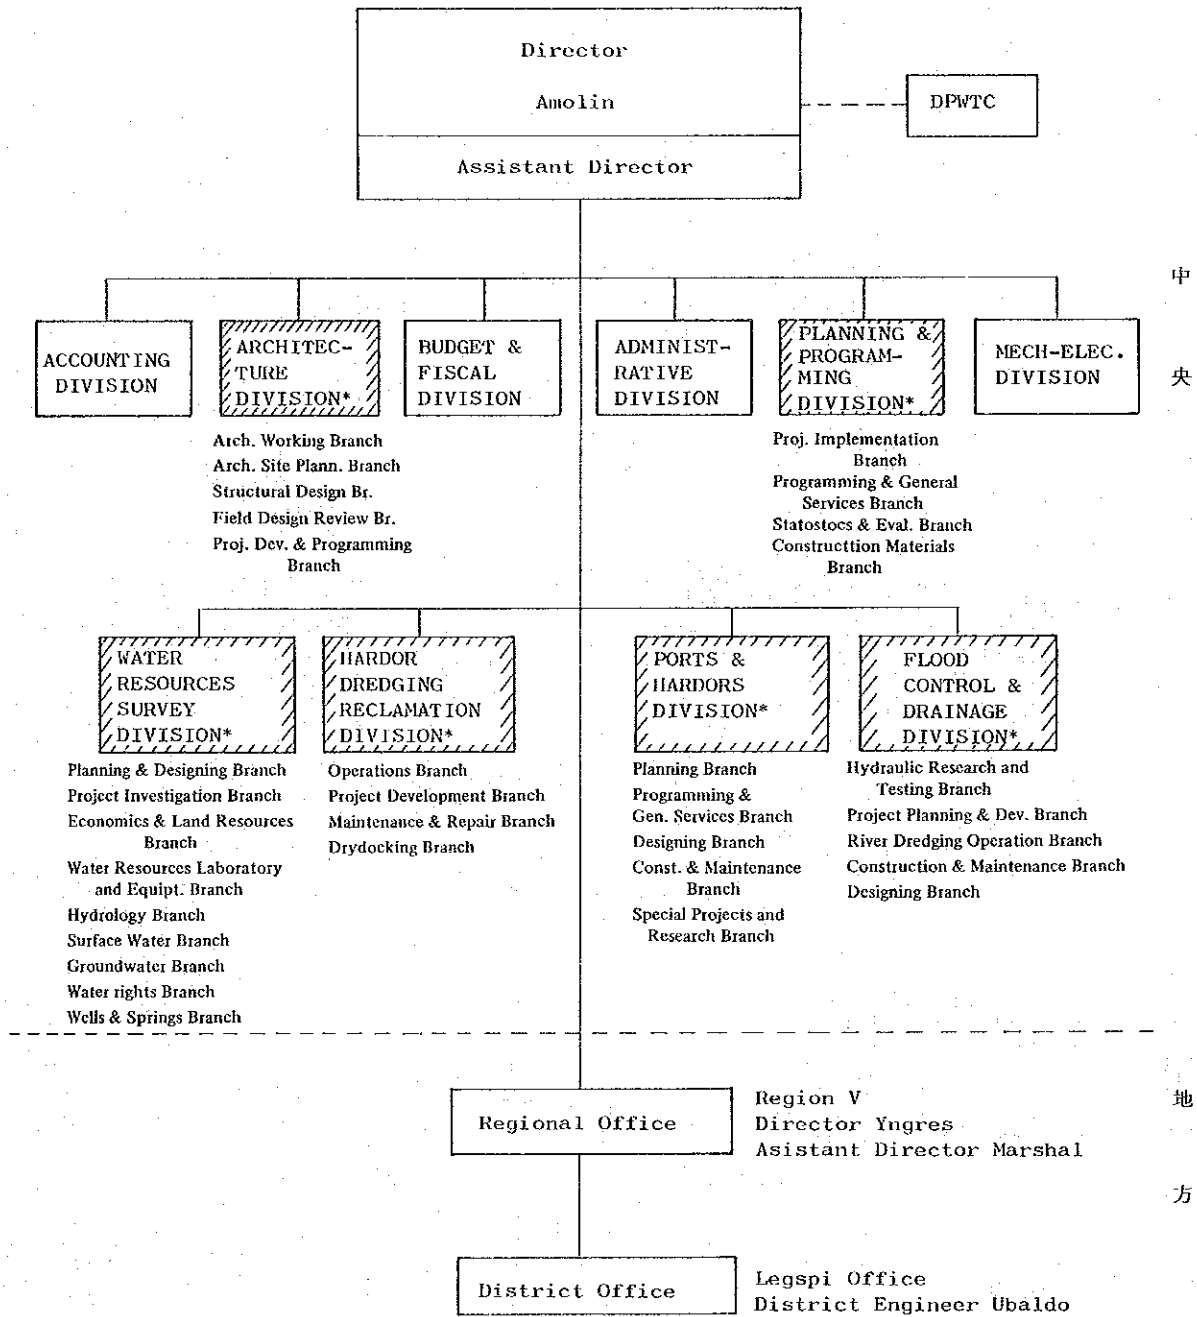 Director
Amolin
DPWTC
Assistant Director
中
央
ACCOUNTING
DIVISION
ARCHITEC-
TURE
DIVISION*
BUDGET &
FISCAL
DIVISION
ADMINIST-
RATIVE
DIVISION
PLANNING &
PROGRAM-
MING
DIVISION*
MECH-ELEC.
DIVISION
Arch. Working Branch
Arch. Site Plann. Branch
Structural Design Br.
Field Design Review Br.
Proj. Dev. & Programming
Branch
Proj. Implementation
Branch
Programming & General
Services Branch
Statostocs & Eval. Branch
Constructtion Materials
Branch
WATER
RESOURCES
SURVEY
DIVISION*
HARDOR
DREDGING
RECLAMATION
DIVISION*
PORTS &
HARDORS
DIVISION*
FLOOD
CONTROL &
DRAINAGE
DIVISION*
Planning & Designing Branch
Project Investigation Branch
Economics & Land Resources
Branch
Water Resources Laboratory
and Equipt. Branch
Hydrology Branch
Surface Water Branch
Groundwater Branch
Water rights Branch
Wells & Springs Branch
Operations Branch
Project Development Branch
Maintenance & Repair Branch
Drydocking Branch
Planning Branch
Programming &
Gen. Services Branch
Designing Branch
Const. & Maintenance
Branch
Special Projects and
Research Branch
Hydraulic Research and
Testing Branch
Project Planning & Dev. Branch
River Dredging Operation Branch
Construction & Maintenance Branch
Designing Branch
Regional Office
Region V
Director Yngres
Asistant Director Marshal
地
方
District Office
Legspi Office
District Engineer Ubaldo